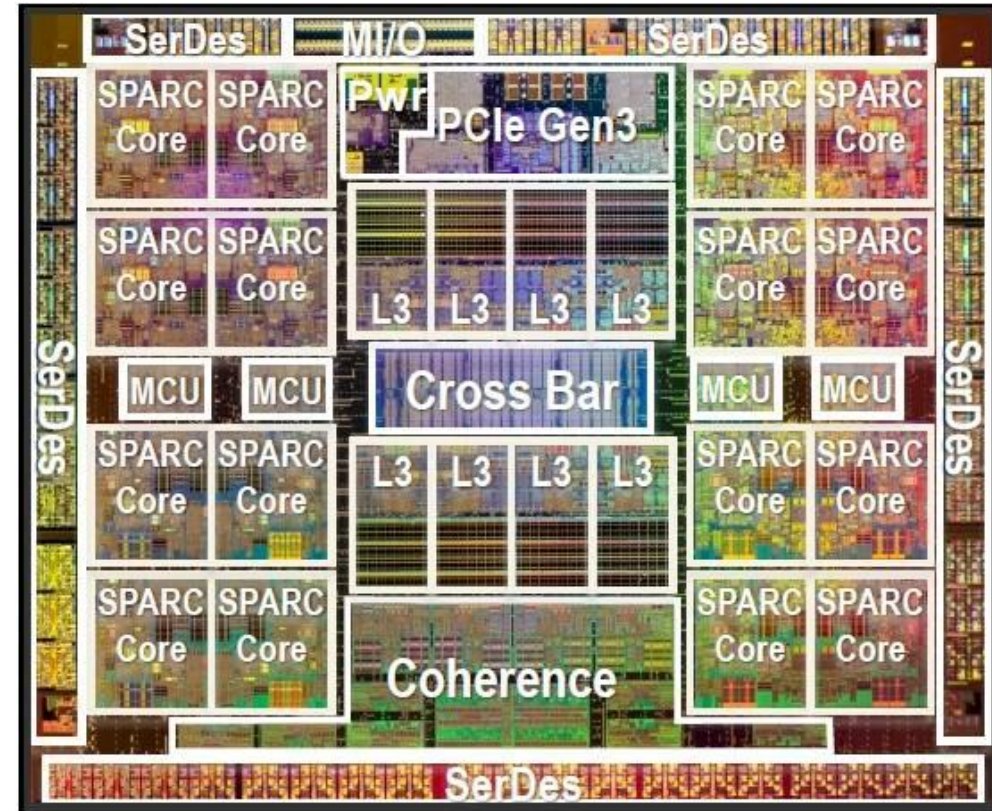 SerDes MI/O SerDes
SPARC SPARC Pwr SPARC SPARC
Core Core PCIe Gen3 Core Core
SPARC SPARC SPARC SPARC
Core Core L3 L3 L3 L3 Core Core
SerDes MCU MCU Cross Bar MCU MCU SerDes
SPARC SPARC L3 L3 L3 L3 SPARC SPARC
Core Core Core Core
SPARC SPARC SPARC SPARC
Core Core Coherence Core Core
SerDes